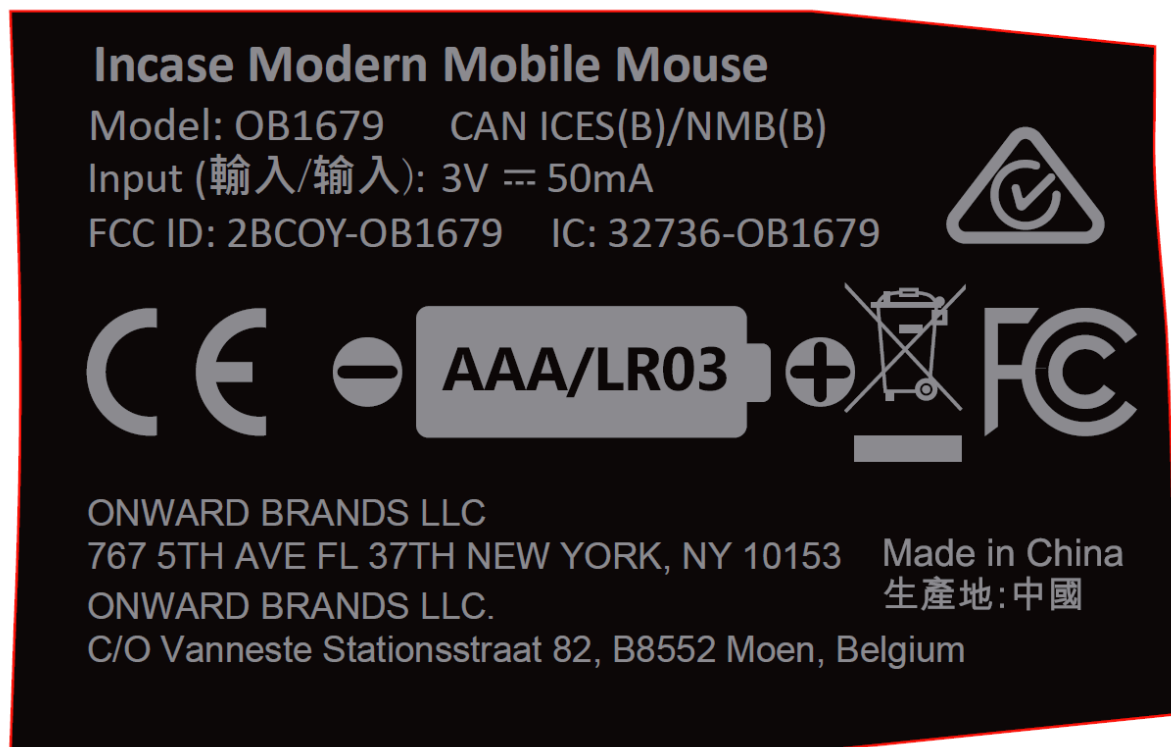 Incase Modern Mobile Mouse
Model: OB1679 CAN ICES(B)/NMB(B)
Input (輸入/输入): 3V ⎓ 50mA
FCC ID: 2BCOY-OB1679 IC: 32736-OB1679
CE AAA/LR03 FC
ONWARD BRANDS LLC
767 5TH AVE FL 37TH NEW YORK, NY 10153
Made in China
ONWARD BRANDS LLC.
生產地:中國
C/O Vanneste Stationsstraat 82, B8552 Moen, Belgium